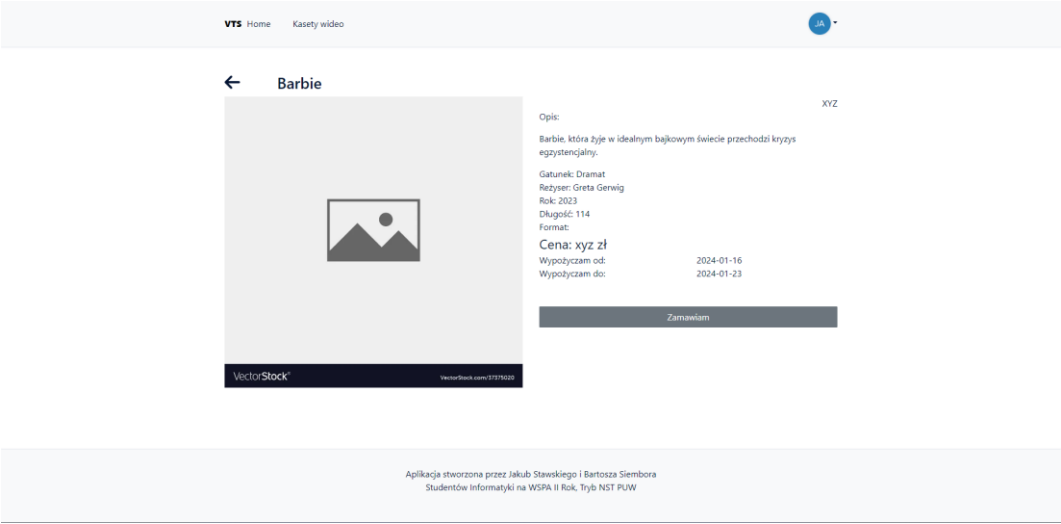 VTS Home Kasety wideo JA
Barbie
XYZ
Opis:
Barbie, która żyje w idealnym bajkowym świecie przechodzi kryzys
egzystencjalny.
Gatunek: Dramat
Reżyser: Greta Gerwig
Rok: 2023
Długość: 114
Format:
Cena: xyz zł
Wypożyczam od: 2024-01-16
Wypożyczam do: 2024-01-23
Zamawiam
VectorStock® VectorStock.com/37375020
Aplikacja stworzona przez Jakub Stawskiego i Bartosza Siembora
Studentów Informatyki na WSPA II Rok, Tryb NST PUW